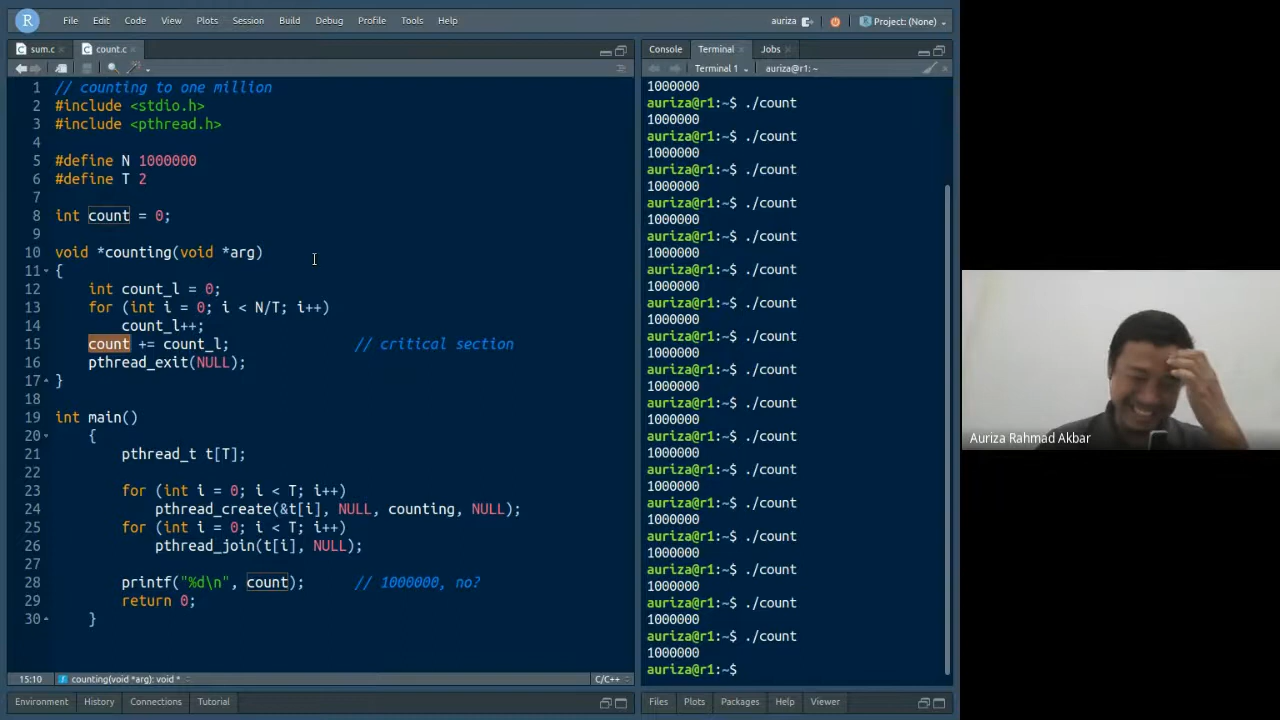 R File Edit Code View Plots Session Build Debug Profile Tools Help auriza Project: (None)
sum.c count.c
1 // counting to one million
2 #include <stdio.h>
3 #include <pthread.h>
4
5 #define N 1000000
6 #define T 2
7
8 int count = 0;
9
10 void *counting(void *arg)
11 {
12 int count_l = 0;
13 for (int i = 0; i < N/T; i++)
14 count_l++;
15 count += count_l; // critical section
16 pthread_exit(NULL);
17 }
18
19 int main()
20 {
21 pthread_t t[T];
22
23 for (int i = 0; i < T; i++)
24 pthread_create(&t[i], NULL, counting, NULL);
25 for (int i = 0; i < T; i++)
26 pthread_join(t[i], NULL);
27
28 printf("%d\n", count); // 1000000, no?
29 return 0;
30 }
15:10 counting(void *arg): void * C/C++
Environment History Connections Tutorial
Console Terminal Jobs
Terminal 1 auriza@r1: ~
1000000
auriza@r1:~$ ./count
1000000
auriza@r1:~$ ./count
1000000
auriza@r1:~$ ./count
1000000
auriza@r1:~$ ./count
1000000
auriza@r1:~$ ./count
1000000
auriza@r1:~$ ./count
1000000
auriza@r1:~$ ./count
1000000
auriza@r1:~$ ./count
1000000
auriza@r1:~$ ./count
1000000
auriza@r1:~$ ./count
1000000
auriza@r1:~$ ./count
1000000
auriza@r1:~$ ./count
1000000
auriza@r1:~$ ./count
1000000
auriza@r1:~$ ./count
1000000
auriza@r1:~$ ./count
1000000
auriza@r1:~$ ./count
1000000
auriza@r1:~$ ./count
1000000
auriza@r1:~$
Files Plots Packages Help Viewer
Auriza Rahmad Akbar